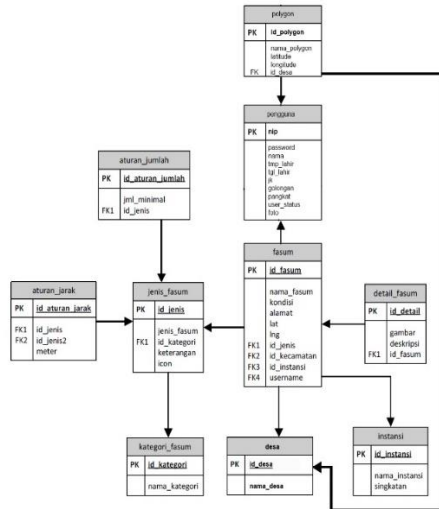 polygon
PK id_polygon
nama_polygon
latitude
longitude
FK id_desa
pengguna
PK nip
password
nama
tmp_lahir
tgl_lahir
jk
golongan
pangkat
user_status
foto
aturan_jumlah
PK id_aturan_jumlah
jml_minimal
FK1 id_jenis
aturan_jarak
PK id_aturan_jarak
FK1 id_jenis
FK2 id_jenis2
meter
jenis_fasum
PK id_jenis
jenis_fasum
FK1 id_kategori
keterangan
icon
fasum
PK id_fasum
nama_fasum
kondisi
alamat
lat
lng
FK1 id_jenis
FK2 id_kecamatan
FK3 id_instansi
FK4 username
detail_fasum
PK id_detail
gambar
deskripsi
FK1 id_fasum
kategori_fasum
PK id_kategori
nama_kategori
desa
PK id_desa
nama_desa
instansi
PK id_instansi
nama_instansi
singkatan